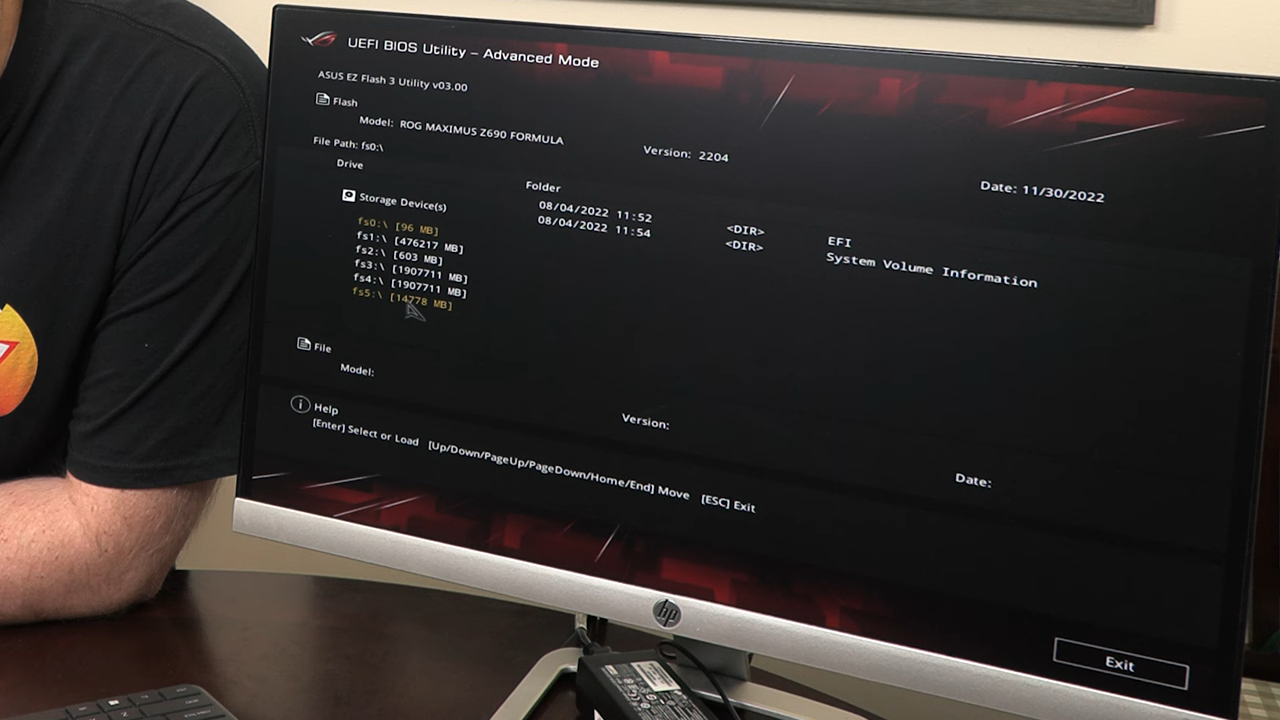 UEFI BIOS Utility – Advanced Mode
ASUS EZ Flash 3 Utility v03.00
Flash
Model: ROG MAXIMUS Z690 FORMULA
Version: 2204
Date: 11/30/2022
File Path: fs0:\
Drive
Folder
Storage Device(s)
fs0:\ [96 MB]
fs1:\ [476217 MB]
fs2:\ [603 MB]
fs3:\ [1907711 MB]
fs4:\ [1907711 MB]
fs5:\ [14778 MB]
08/04/2022 11:52 <DIR> EFI
08/04/2022 11:54 <DIR> System Volume Information
File
Model:
Version:
Date:
Help
[Enter] Select or Load [Up/Down/PageUp/PageDown/Home/End] Move [ESC] Exit
Exit
hp